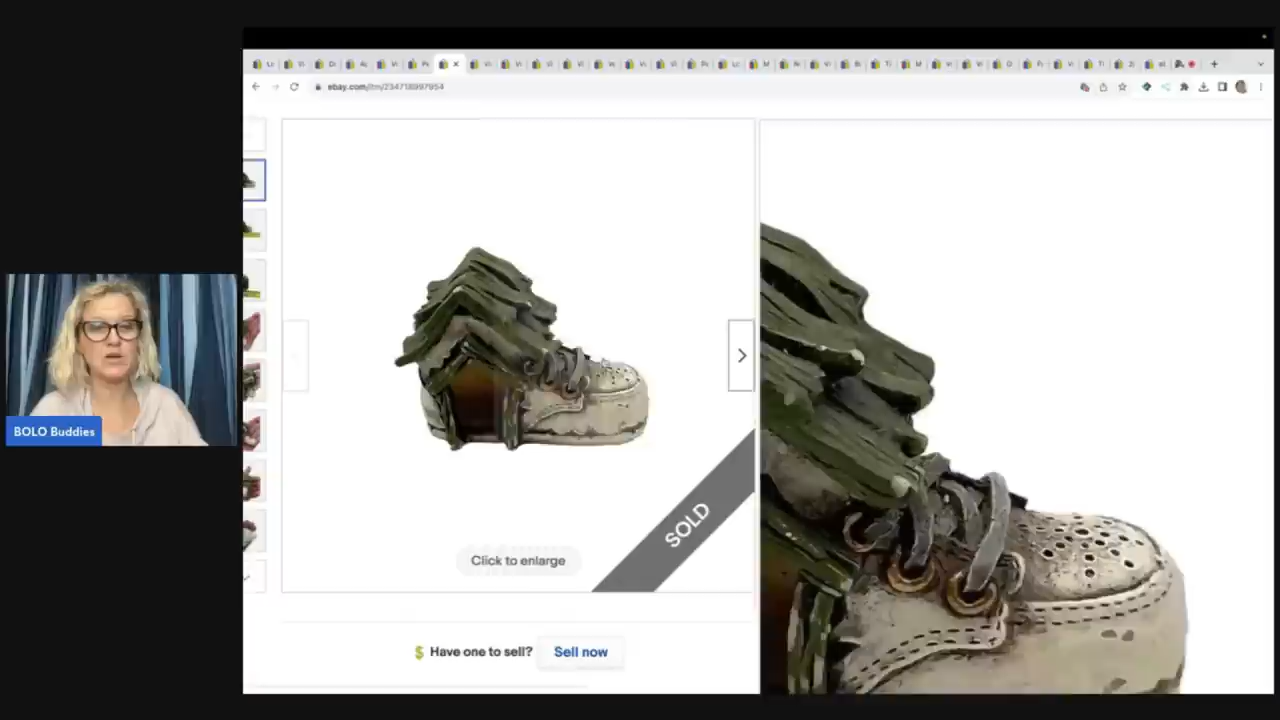 ebay.com/itm/234718997954
SOLD
Click to enlarge
Have one to sell?
Sell now
BOLO Buddies